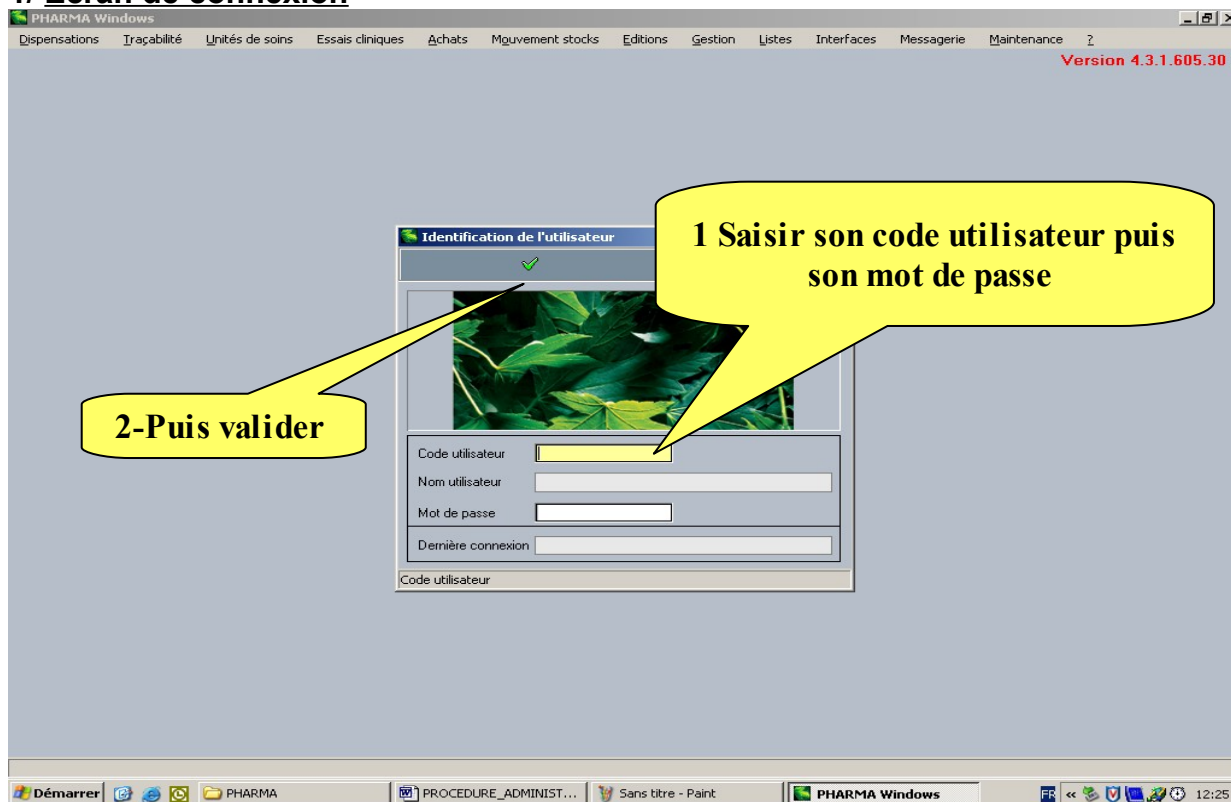 Ecran de connexion
PHARMA Windows
Dispensations Traçabilité Unités de soins Essais cliniques Achats Mouvement stocks Editions Gestion Listes Interfaces Messagerie Maintenance ?
Version 4.3.1.605.30
Identification de l'utilisateur
1 Saisir son code utilisateur puis
son mot de passe
2-Puis valider
Code utilisateur
Nom utilisateur
Mot de passe
Dernière connexion
Code utilisateur
Démarrer PHARMA PROCEDURE_ADMINIST... Sans titre - Paint PHARMA Windows FR « 12:25